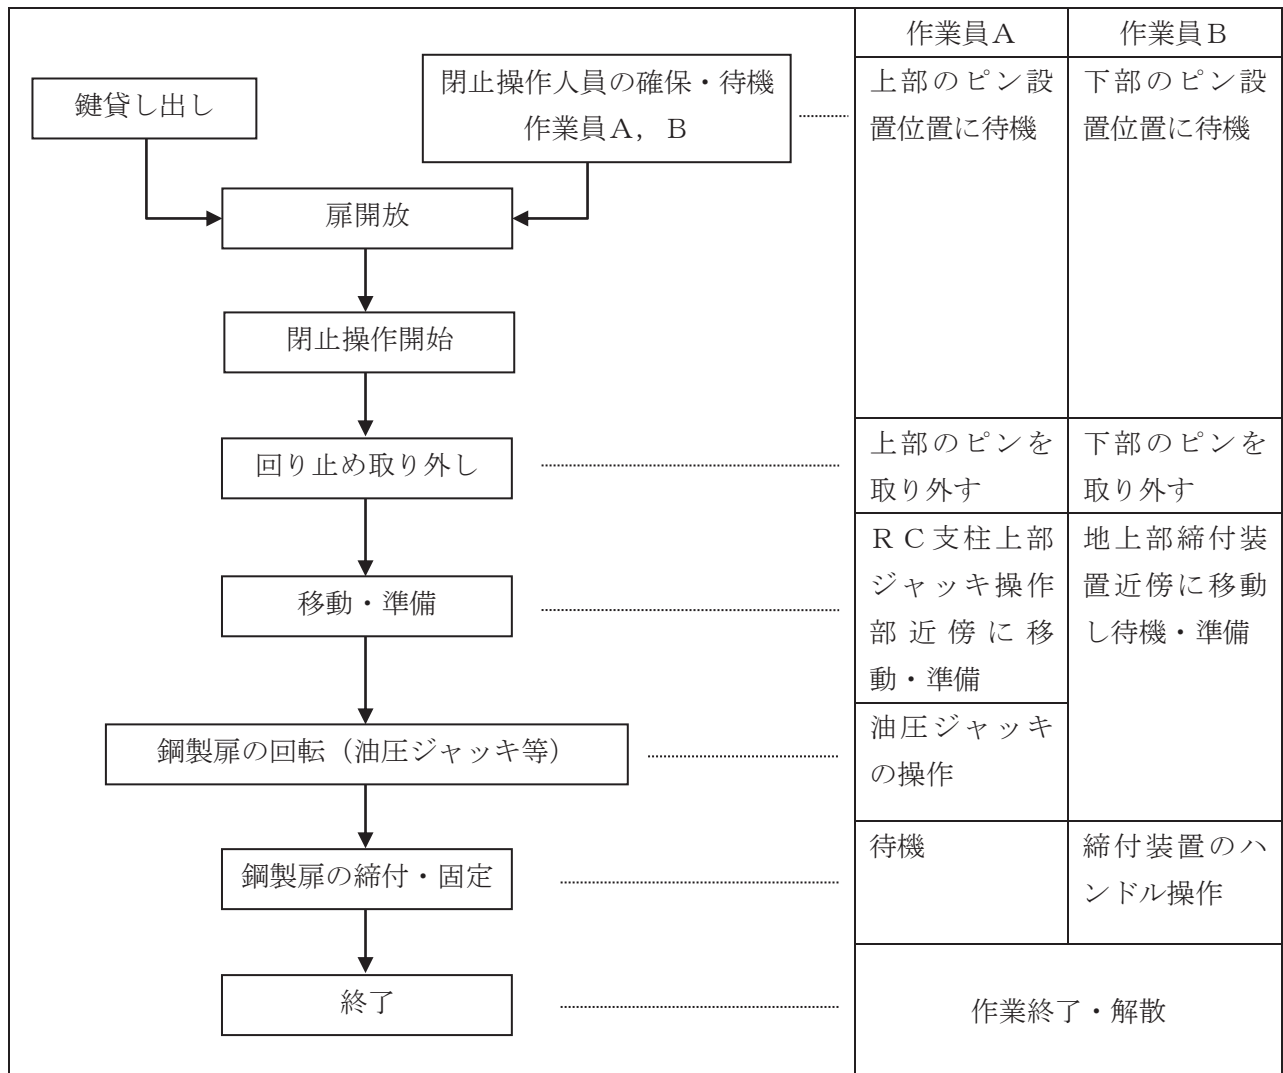 作業員Ａ
作業員Ｂ
鍵貸し出し
閉止操作人員の確保・待機
作業員Ａ，Ｂ
上部のピン設
置位置に待機
下部のピン設
置位置に待機
扉開放
閉止操作開始
回り止め取り外し
上部のピンを
取り外す
下部のピンを
取り外す
移動・準備
ＲＣ支柱上部
ジャッキ操作
部近傍に移
動・準備
地上部締付装
置近傍に移動
し待機・準備
鋼製扉の回転（油圧ジャッキ等）
油圧ジャッキ
の操作
鋼製扉の締付・固定
待機
締付装置のハ
ンドル操作
終了
作業終了・解散